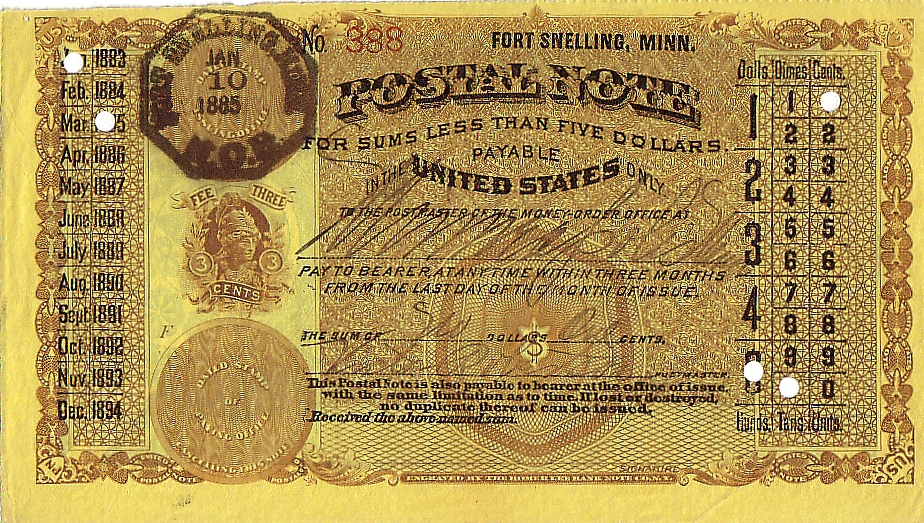 No. 388 FORT SNELLING, MINN.
POSTAL NOTE
FOR SUMS LESS THAN FIVE DOLLARS.
PAYABLE
IN THE UNITED STATES ONLY
TO THE POSTMASTER OF THE MONEY-ORDER OFFICE AT
PAY TO BEARER AT ANY TIME WITHIN THREE MONTHS
FROM THE LAST DAY OF THE MONTH OF ISSUE
THE SUM OF DOLLARS CENTS.
$
POSTMASTER
This Postal Note is also payable to bearer at the office of issue,
with the same limitation as to time. If lost or destroyed,
no duplicate thereof can be issued.
Received the above named sum.
SIGNATURE
1883
Feb. 1884
Mar.
Apr. 1886
May 1887
June 1888
July 1889
Aug. 1890
Sept. 1891
Oct. 1892
Nov. 1893
Dec. 1894
JAN
10
1885
M.O.B.
FEE THREE
3 3
CENTS
F
Dolls. Dimes Cents.
1 1
2 2
2 3 3
4 4
3 5 5
6 6
4 7 7
8 8
9 9
0
Hunds. Tens Units.
US